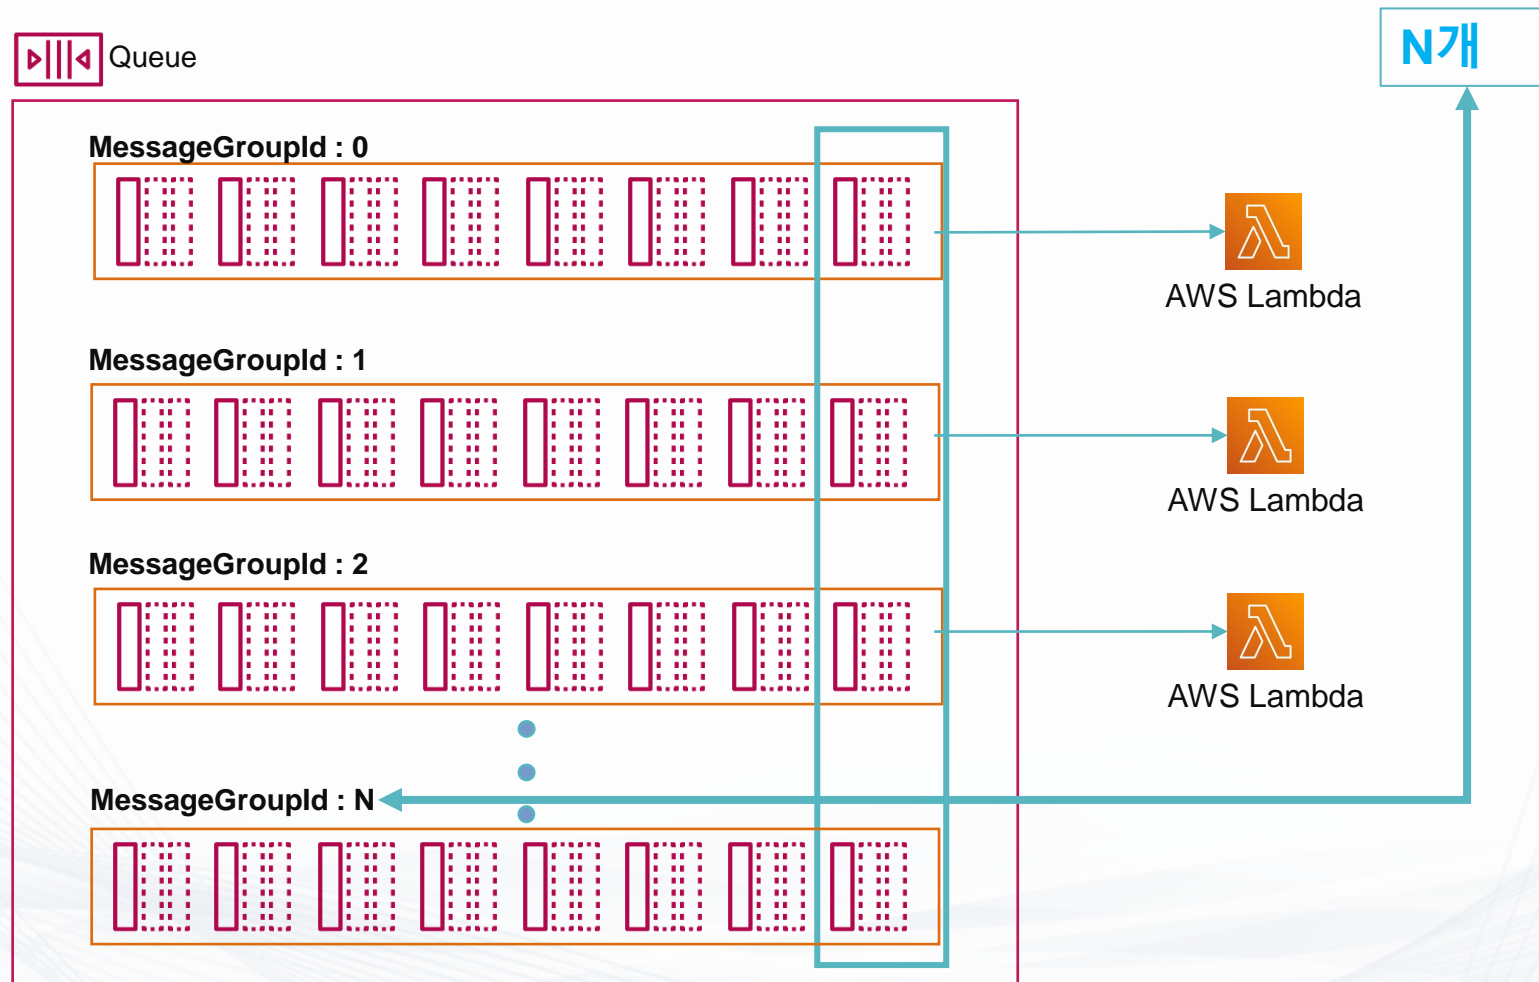 Queue
N개
MessageGroupId : 0
AWS Lambda
MessageGroupId : 1
AWS Lambda
MessageGroupId : 2
AWS Lambda
MessageGroupId : N